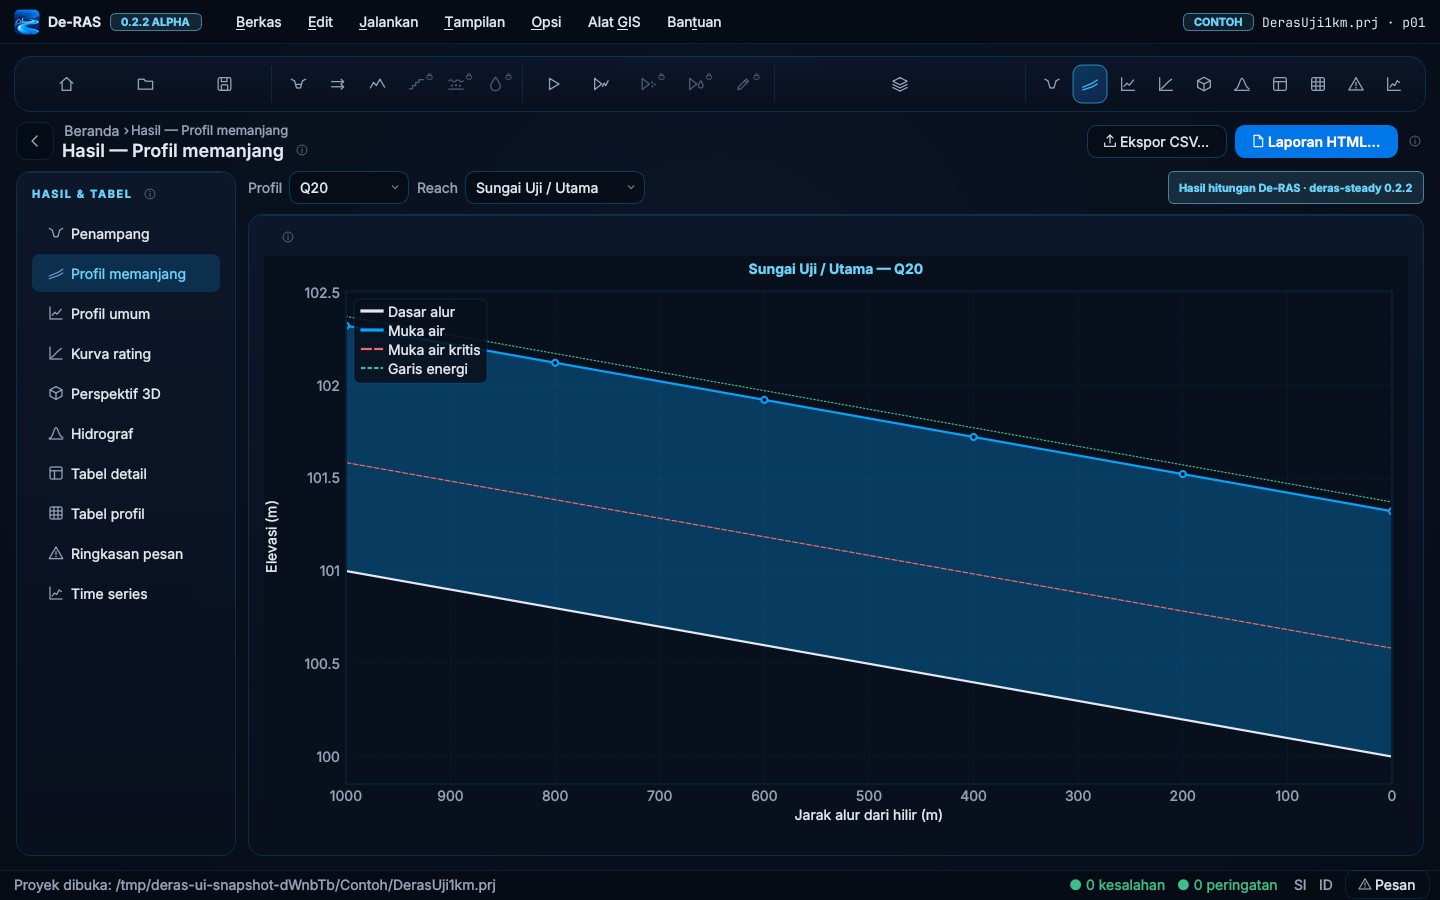 De-RAS 0.2.2 ALPHA Berkas Edit Jalankan Tampilan Opsi Alat GIS Bantuan CONTOH DerasUji1km.prj · p01
Beranda › Hasil — Profil memanjang
Hasil — Profil memanjang
Ekspor CSV...
Laporan HTML...
HASIL & TABEL
Penampang
Profil memanjang
Profil umum
Kurva rating
Perspektif 3D
Hidrograf
Tabel detail
Tabel profil
Ringkasan pesan
Time series
Profil Q20 Reach Sungai Uji / Utama
Hasil hitungan De-RAS · deras-steady 0.2.2
Sungai Uji / Utama — Q20
Dasar alur
Muka air
Muka air kritis
Garis energi
Elevasi (m)
102.5
102
101.5
101
100.5
100
1000 900 800 700 600 500 400 300 200 100 0
Jarak alur dari hilir (m)
Proyek dibuka: /tmp/deras-ui-snapshot-dWnbTb/Contoh/DerasUji1km.prj
0 kesalahan 0 peringatan SI ID Pesan